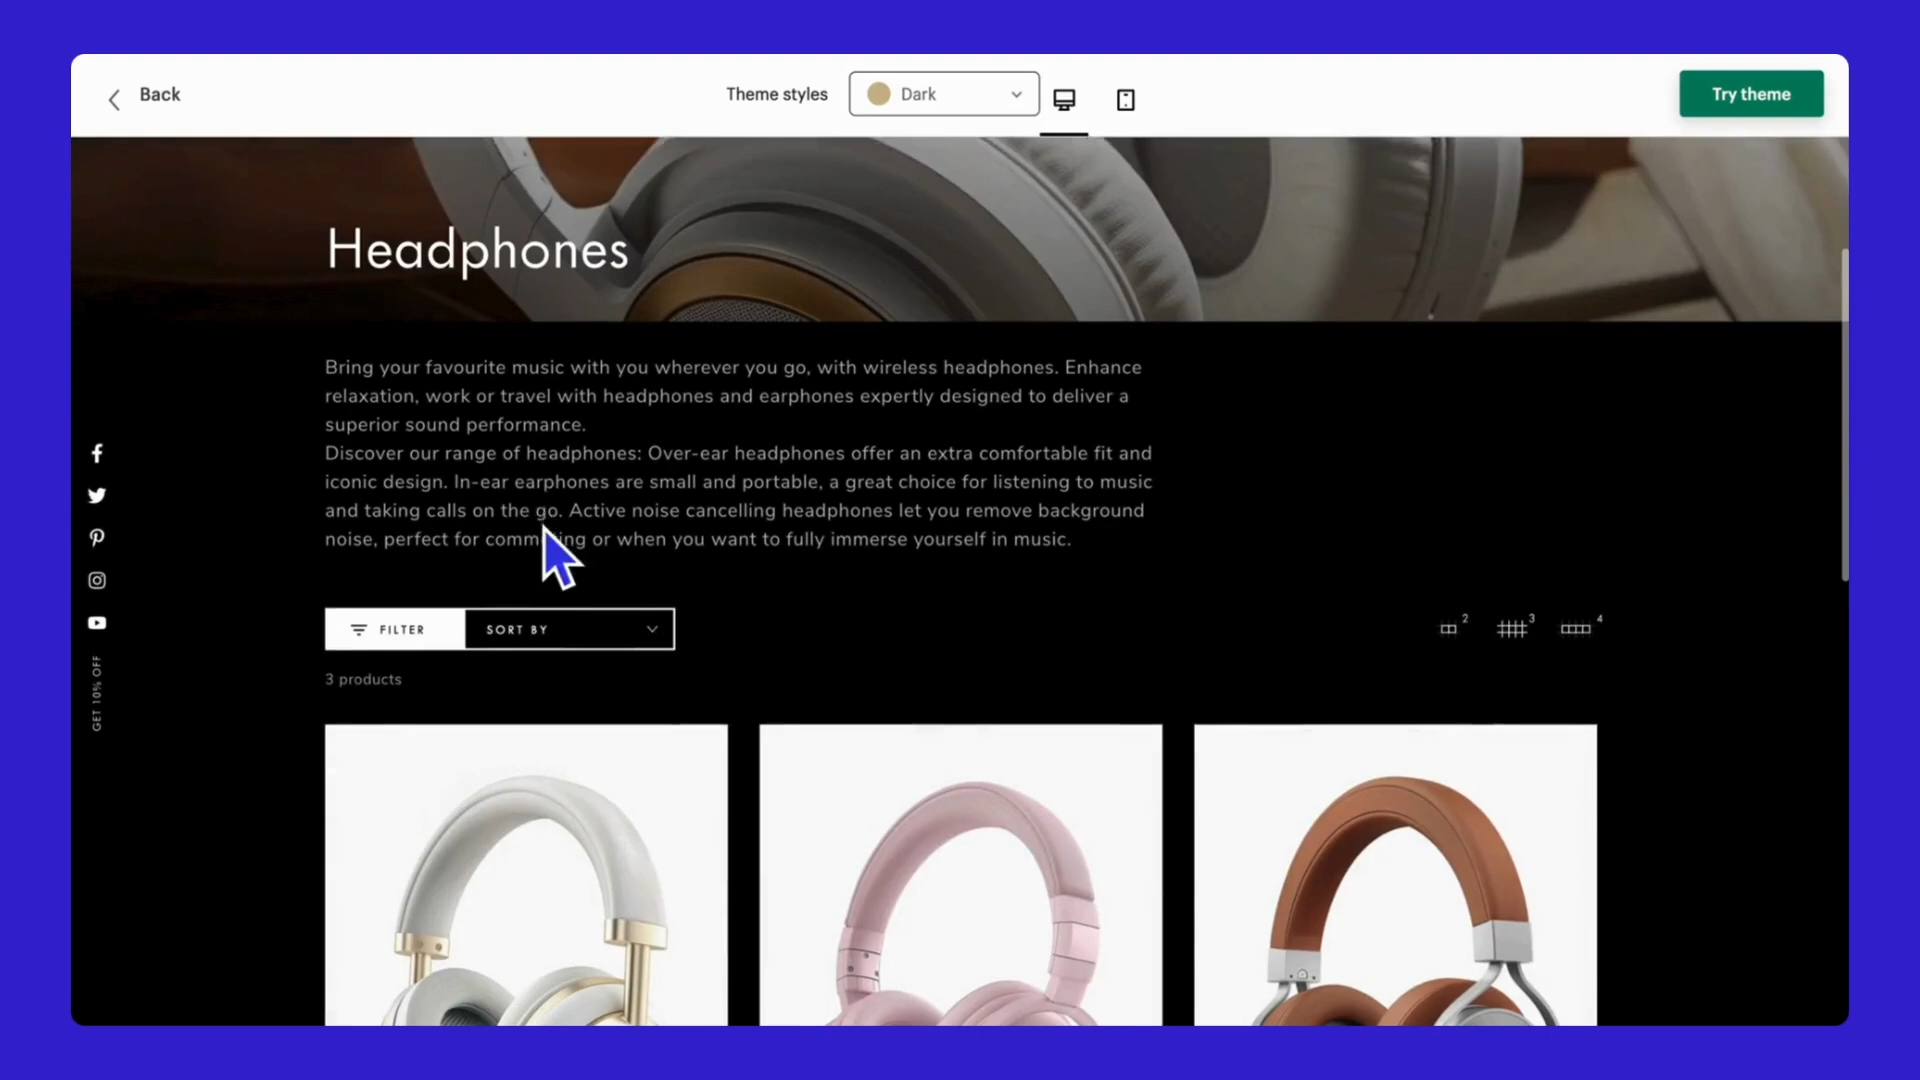 Back
Theme styles
Dark
Try theme
Headphones
Bring your favourite music with you wherever you go, with wireless headphones. Enhance
relaxation, work or travel with headphones and earphones expertly designed to deliver a
superior sound performance.
Discover our range of headphones: Over-ear headphones offer an extra comfortable fit and
iconic design. In-ear earphones are small and portable, a great choice for listening to music
and taking calls on the go. Active noise cancelling headphones let you remove background
noise, perfect for commuting or when you want to fully immerse yourself in music.
FILTER
SORT BY
2
3
4
3 products
GET 10% OFF